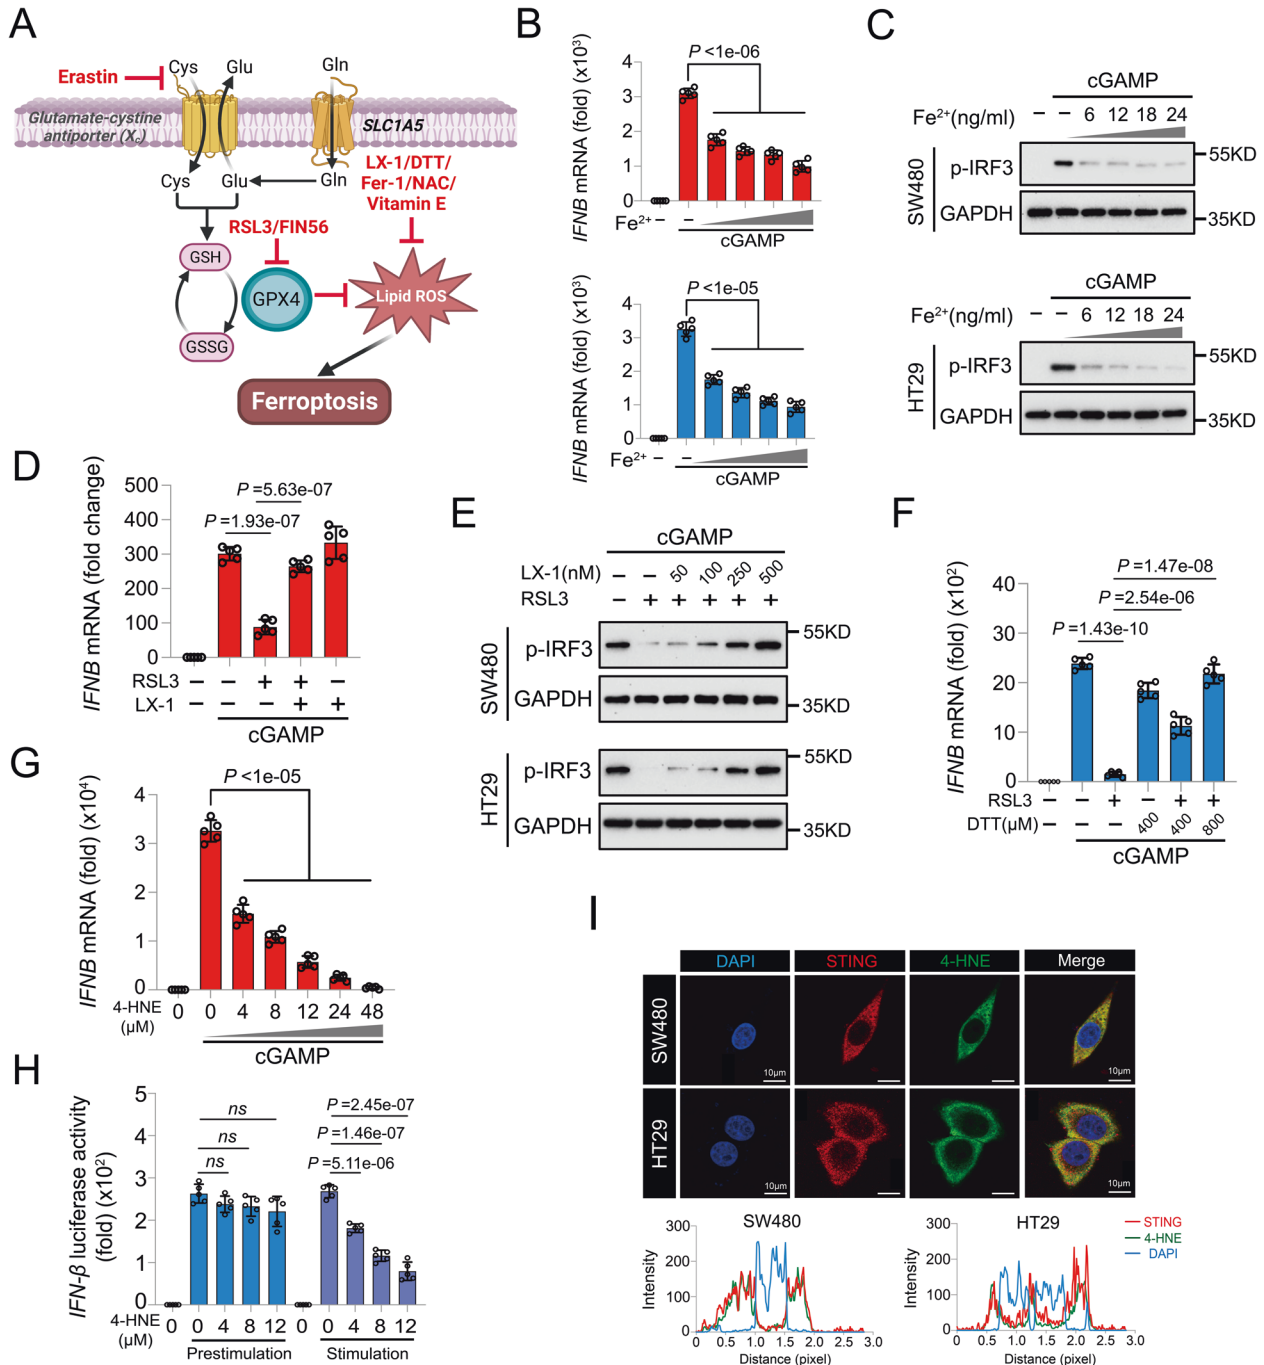 A
Erastin
Cys
Glu
Gln
Glutamate-cystine
antiporter (Xc)
SLC1A5
Cys
Glu
Gln
LX-1/DTT/
Fer-1/NAC/
Vitamin E
RSL3/FIN56
GSH
GPX4
Lipid ROS
GSSG
Ferroptosis
B
IFNB mRNA (fold) (x10³)
4
3
2
1
0
P <1e-06
Fe²⁺ – –
cGAMP
IFNB mRNA (fold) (x10³)
4
3
2
1
0
P <1e-05
Fe²⁺ – –
cGAMP
C
cGAMP
Fe²⁺(ng/ml) – – 6 12 18 24
SW480
p-IRF3
55KD
GAPDH
35KD
cGAMP
Fe²⁺(ng/ml) – – 6 12 18 24
HT29
p-IRF3
55KD
GAPDH
35KD
D
IFNB mRNA (fold change)
500
400
300
200
100
0
P =5.63e-07
P =1.93e-07
RSL3 – – + + –
LX-1 – – – + +
cGAMP
E
cGAMP
LX-1(nM) – – 50 100 250 500
RSL3 – + + + + +
SW480
p-IRF3
55KD
GAPDH
35KD
HT29
p-IRF3
55KD
GAPDH
35KD
F
IFNB mRNA (fold) (x10²)
40
30
20
10
0
P =1.47e-08
P =2.54e-06
P =1.43e-10
RSL3 – – + – + +
DTT(μM) – – – 400 400 800
cGAMP
G
IFNB mRNA (fold) (x10⁴)
4
3
2
1
0
P <1e-05
4-HNE
(μM)
0 0 4 8 12 24 48
cGAMP
H
IFN-β luciferase activity
(fold) (x10²)
5
4
3
2
1
0
ns
ns
ns
P =2.45e-07
P =1.46e-07
P =5.11e-06
4-HNE
(μM)
0 0 4 8 12 0 0 4 8 12
Prestimulation
Stimulation
I
DAPI STING 4-HNE Merge
SW480
10μm
10μm
HT29
10μm
10μm
SW480
Intensity
300
200
100
0
0 0.5 1.0 1.5 2.0 2.5 3.0
Distance (pixel)
HT29
Intensity
300
200
100
0
0 0.5 1.0 1.5 2.0 2.5 3.0
Distance (pixel)
STING
4-HNE
DAPI